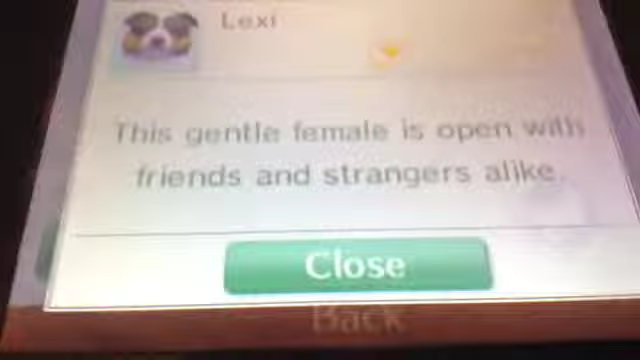 Lexi
This gentle female is open with
friends and strangers alike.
Close
Back